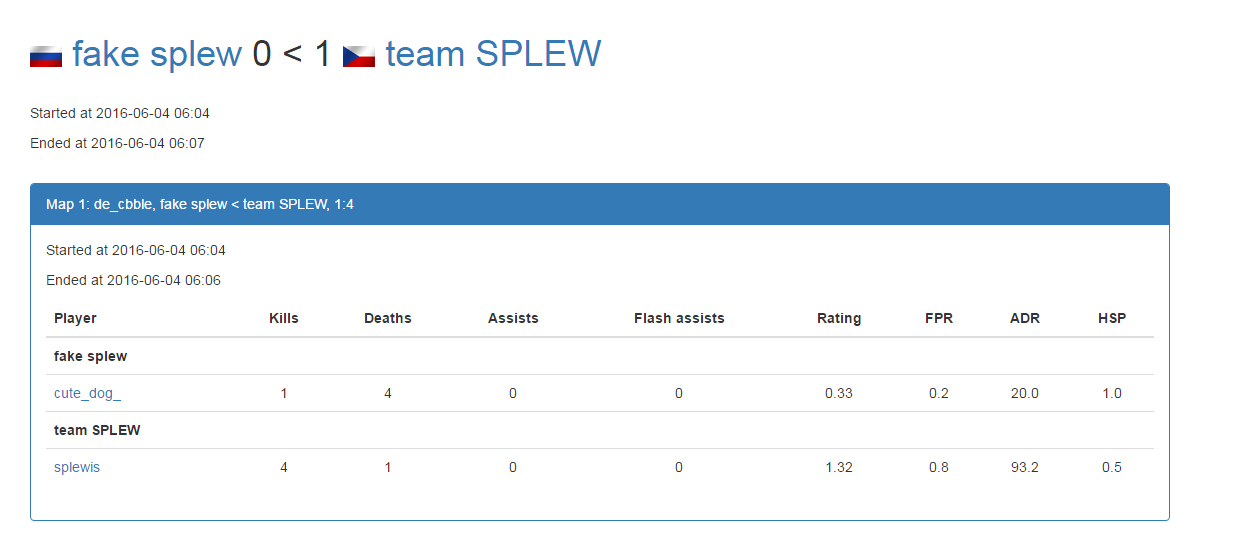 fake splew 0 < 1 team SPLEW
Started at 2016-06-04 06:04
Ended at 2016-06-04 06:07
Map 1: de_cbble, fake splew < team SPLEW, 1:4
Started at 2016-06-04 06:04
Ended at 2016-06-04 06:06
Player Kills Deaths Assists Flash assists Rating FPR ADR HSP
fake splew
cute_dog_ 1 4 0 0 0.33 0.2 20.0 1.0
team SPLEW
splewis 4 1 0 0 1.32 0.8 93.2 0.5